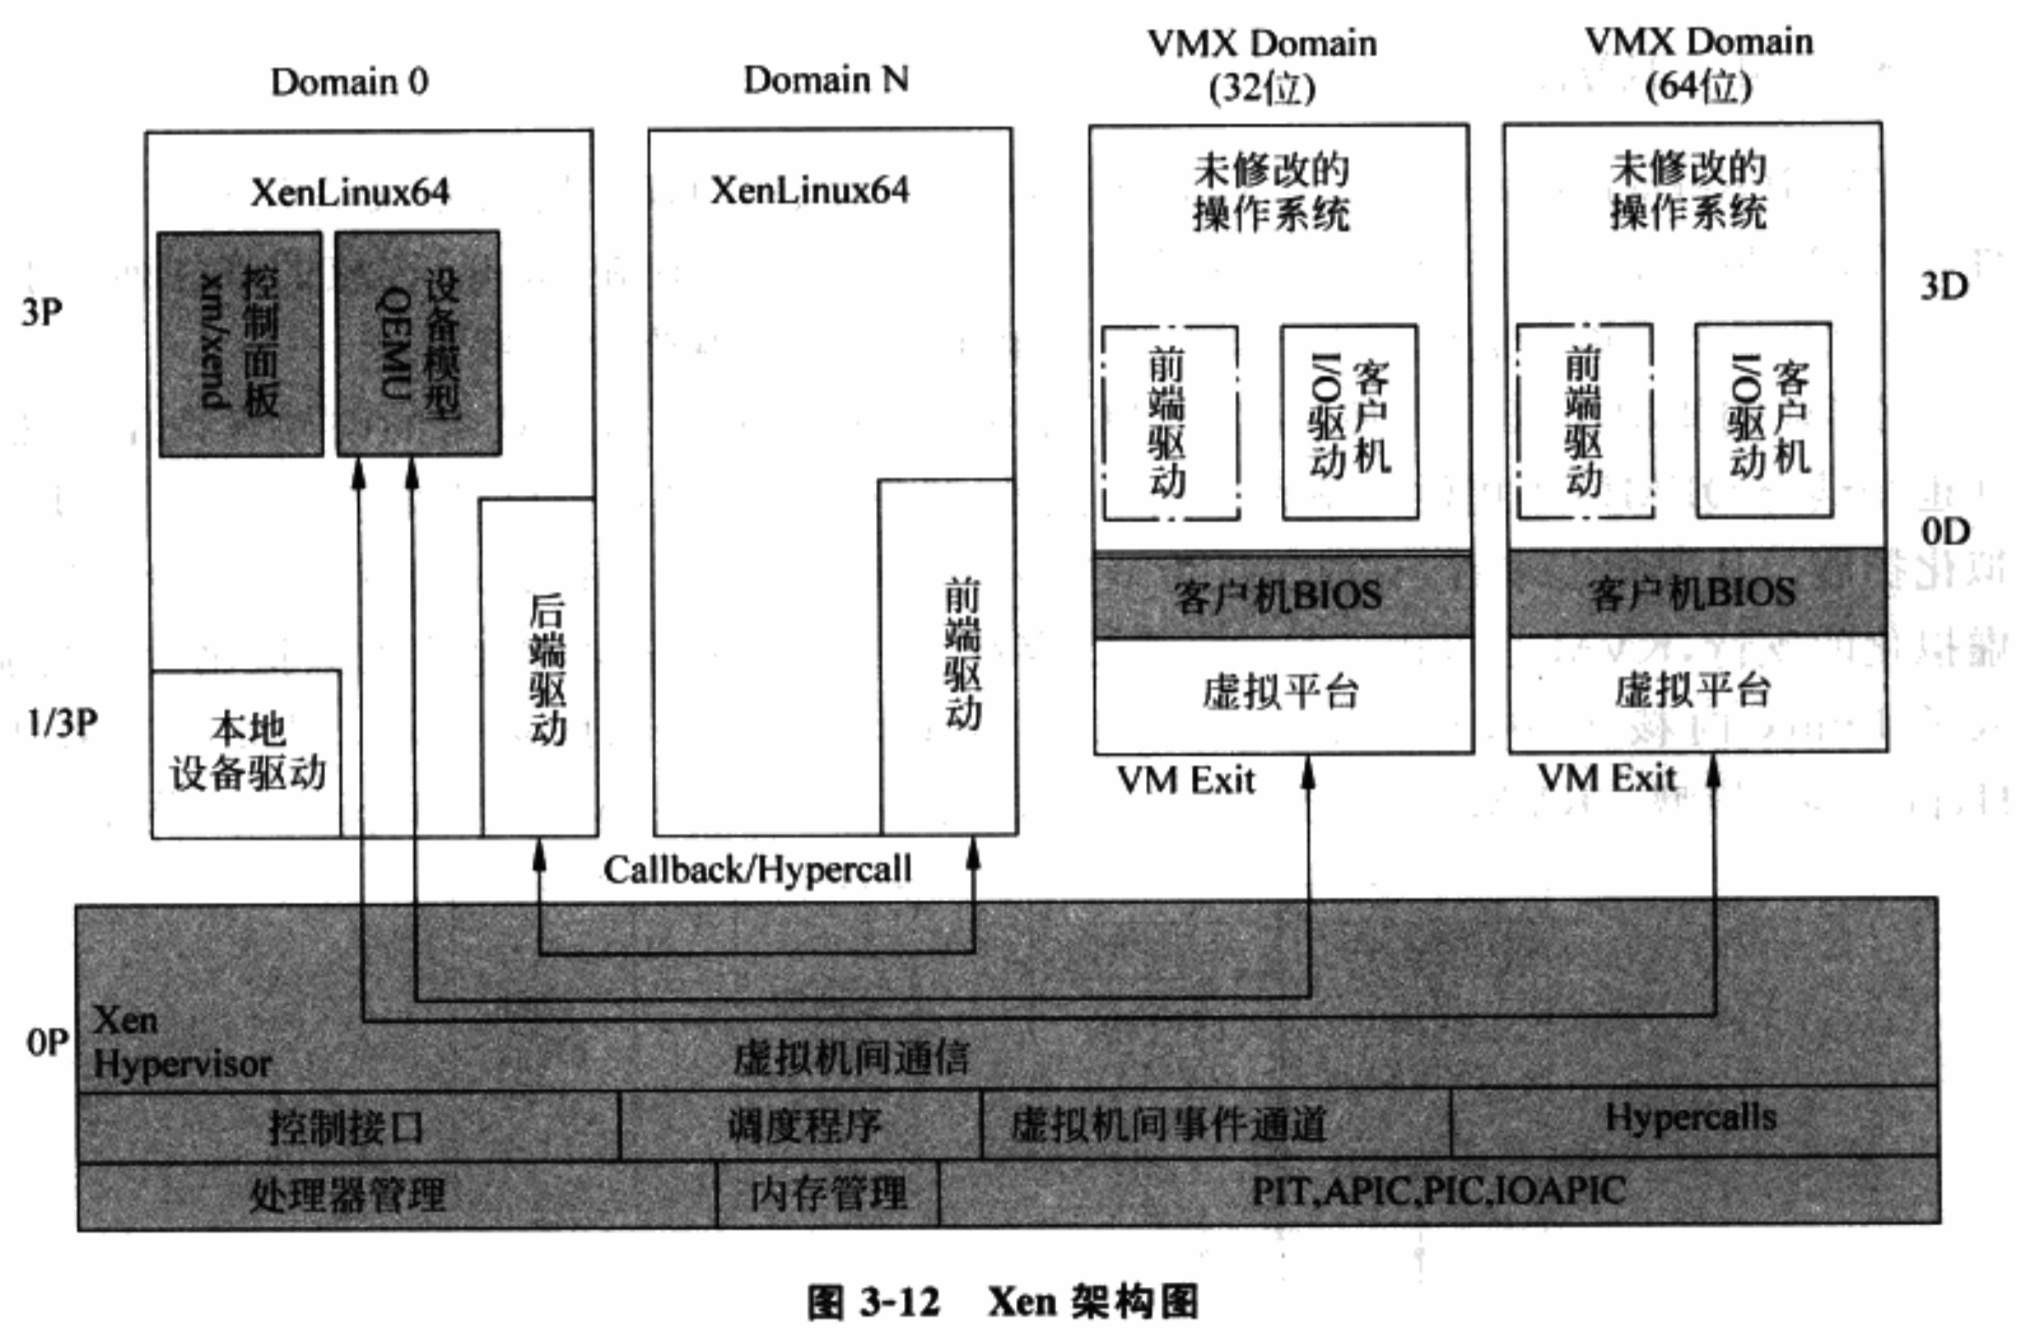 Domain 0
Domain N
VMX Domain
(32位)
VMX Domain
(64位)
XenLinux64
控制面板
xm/xend
设备模型
QEMU
后端驱动
本地
设备驱动
XenLinux64
前端驱动
未修改的
操作系统
前端驱动
客户机
I/O驱动
客户机BIOS
虚拟平台
未修改的
操作系统
前端驱动
客户机
I/O驱动
客户机BIOS
虚拟平台
3P
1/3P
0P
3D
0D
VM Exit
VM Exit
Callback/Hypercall
Xen
Hypervisor
虚拟机间通信
控制接口
调度程序
虚拟机间事件通道
Hypercalls
处理器管理
内存管理
PIT,APIC,PIC,IOAPIC
图 3-12 Xen 架构图